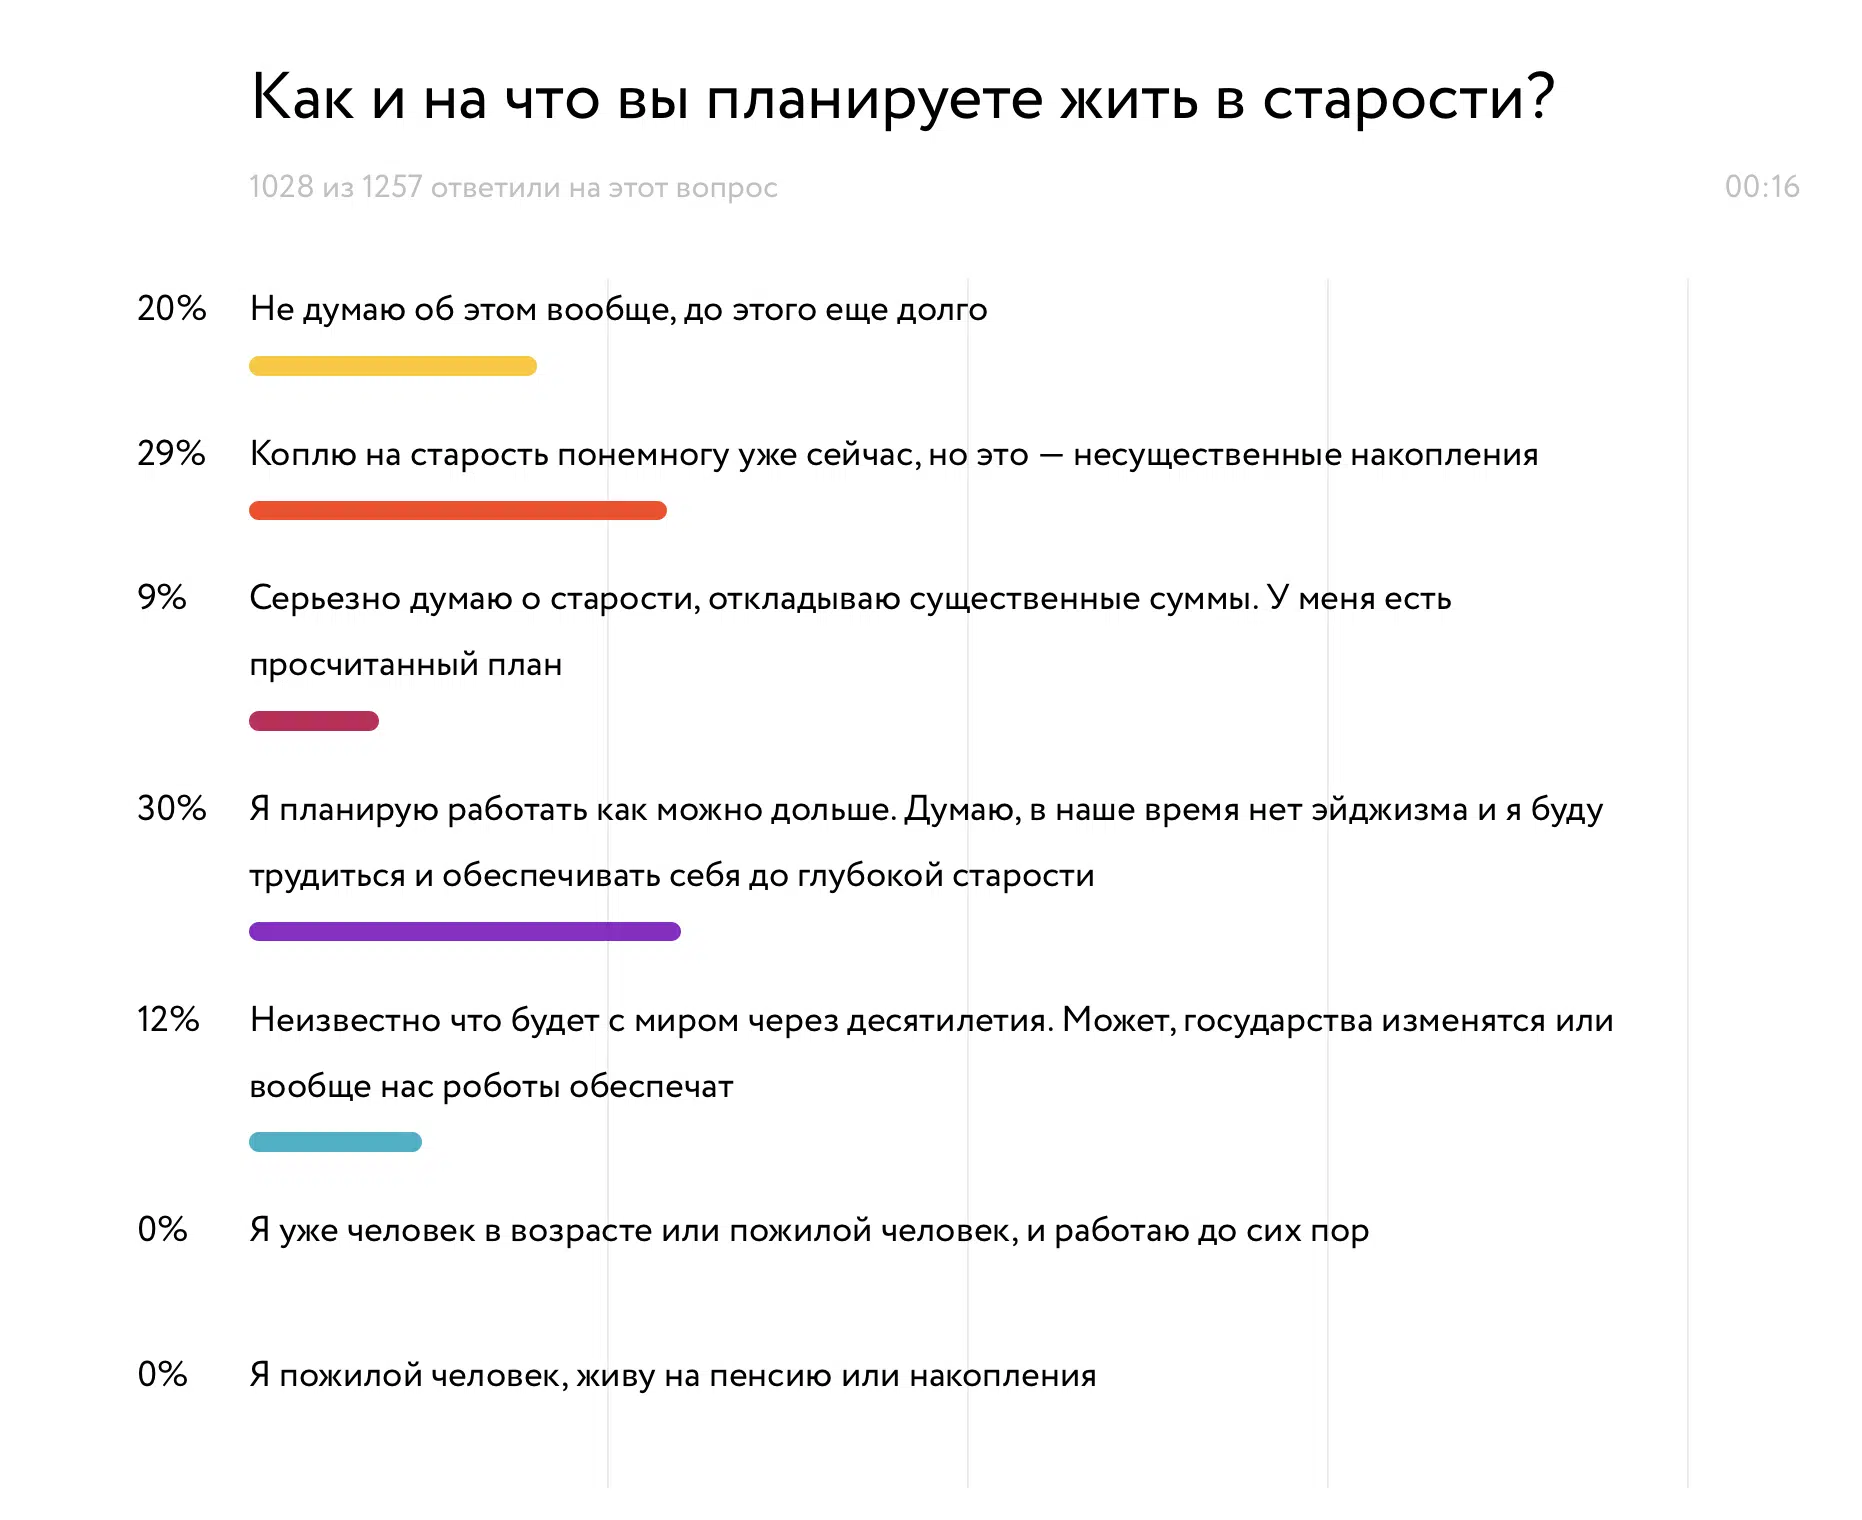 Как и на что вы планируете жить в старости?
1028 из 1257 ответили на этот вопрос
00:16
20% Не думаю об этом вообще, до этого еще долго
29% Коплю на старость понемногу уже сейчас, но это — несущественные накопления
9% Серьезно думаю о старости, откладываю существенные суммы. У меня есть
просчитанный план
30% Я планирую работать как можно дольше. Думаю, в наше время нет эйджизма и я буду
трудиться и обеспечивать себя до глубокой старости
12% Неизвестно что будет с миром через десятилетия. Может, государства изменятся или
вообще нас роботы обеспечат
0% Я уже человек в возрасте или пожилой человек, и работаю до сих пор
0% Я пожилой человек, живу на пенсию или накопления